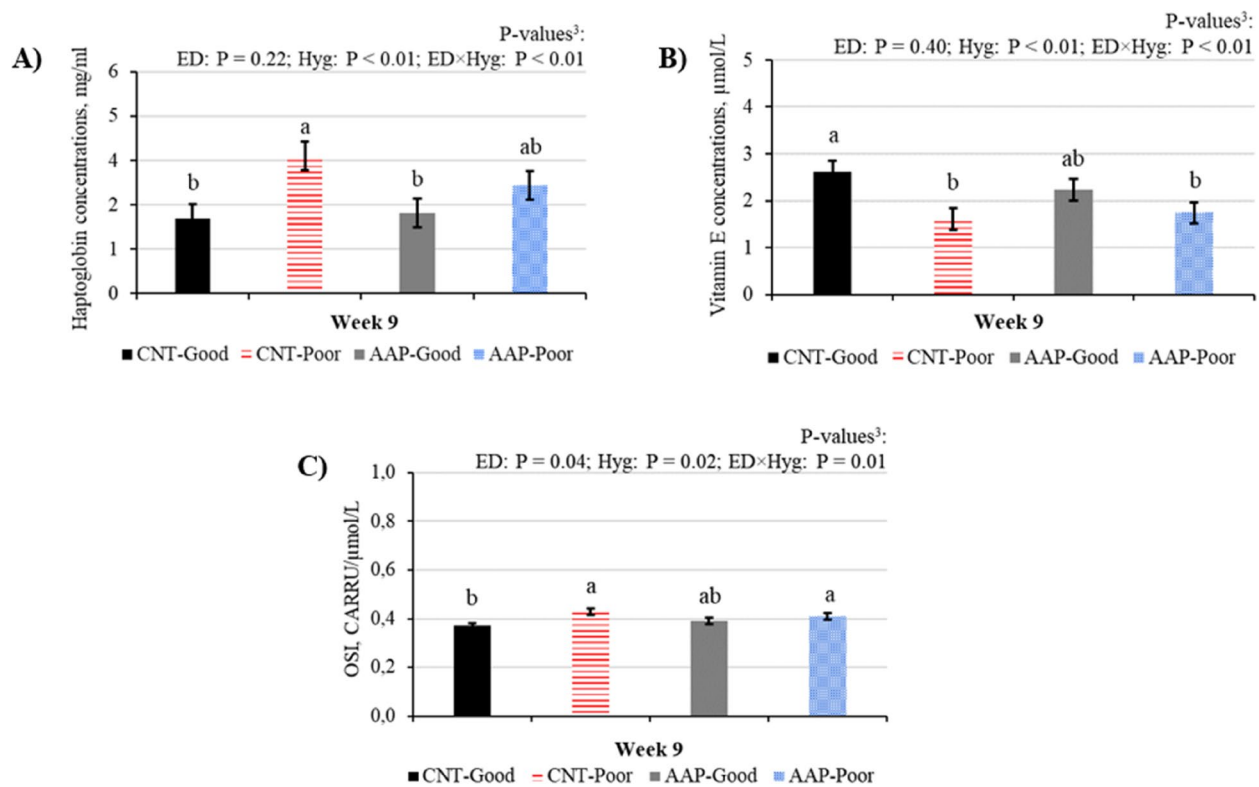 A)
P-values³:
ED: P = 0.22; Hyg: P < 0.01; ED×Hyg: P < 0.01
Haptoglobin concentrations, mg/ml
6
5
4
2
1
0
b
a
b
ab
Week 9
CNT-Good CNT-Poor AAP-Good AAP-Poor
B)
P-values³:
ED: P = 0.40; Hyg: P < 0.01; ED×Hyg: P < 0.01
Vitamin E concentrations, µmol/L
5
4
3
2
1
0
a
b
ab
b
Week 9
CNT-Good CNT-Poor AAP-Good AAP-Poor
C)
P-values³:
ED: P = 0.04; Hyg: P = 0.02; ED×Hyg: P = 0.01
OSI, CARRU/µmol/L
1,0
0,8
0,6
0,4
0,2
0,0
b
a
ab
a
Week 9
CNT-Good CNT-Poor AAP-Good AAP-Poor